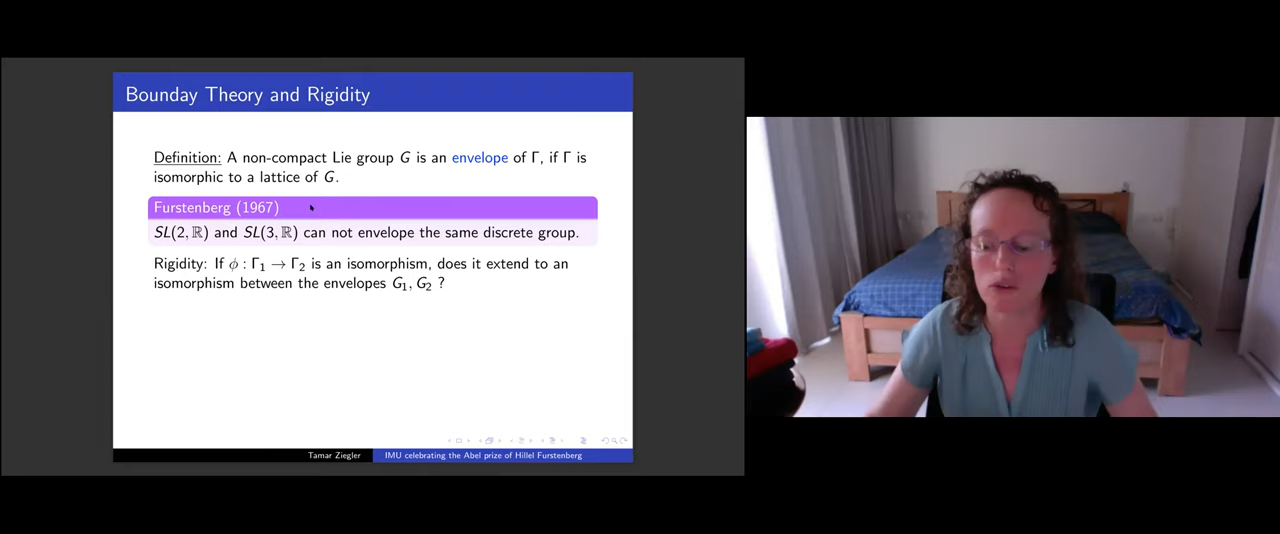 Bounday Theory and Rigidity
Definition: A non-compact Lie group G is an envelope of Γ, if Γ is
isomorphic to a lattice of G.
Furstenberg (1967)
SL(2, ℝ) and SL(3, ℝ) can not envelope the same discrete group.
Rigidity: If ϕ : Γ₁ → Γ₂ is an isomorphism, does it extend to an
isomorphism between the envelopes G₁, G₂ ?
Tamar Ziegler
IMU celebrating the Abel prize of Hillel Furstenberg